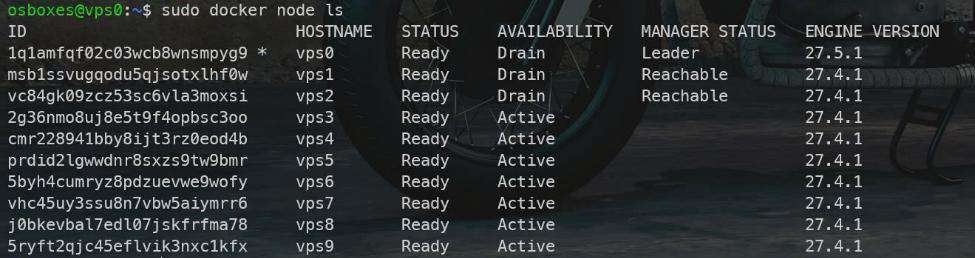 osboxes@vps0:~$ sudo docker node ls
ID HOSTNAME STATUS AVAILABILITY MANAGER STATUS ENGINE VERSION
1q1amfqf02c03wcb8wnsmpyg9 * vps0 Ready Drain Leader 27.5.1
msb1ssvugqodu5qjsotxlhf0w vps1 Ready Drain Reachable 27.4.1
vc84gk09zcz53sc6vla3moxsi vps2 Ready Drain Reachable 27.4.1
2g36nmo8uj8e5t9f4opbsc3oo vps3 Ready Active 27.4.1
cmr228941bby8ijt3rz0eod4b vps4 Ready Active 27.4.1
prdid2lgwwdnr8sxzs9tw9bmr vps5 Ready Active 27.4.1
5byh4cumryz8pdzuevwe9wofy vps6 Ready Active 27.4.1
vhc45uy3ssu8n7vbw5aiymrr6 vps7 Ready Active 27.4.1
j0bkevbal7edl07jskfrfma78 vps8 Ready Active 27.4.1
5ryft2qjc45eflvik3nxc1kfx vps9 Ready Active 27.4.1